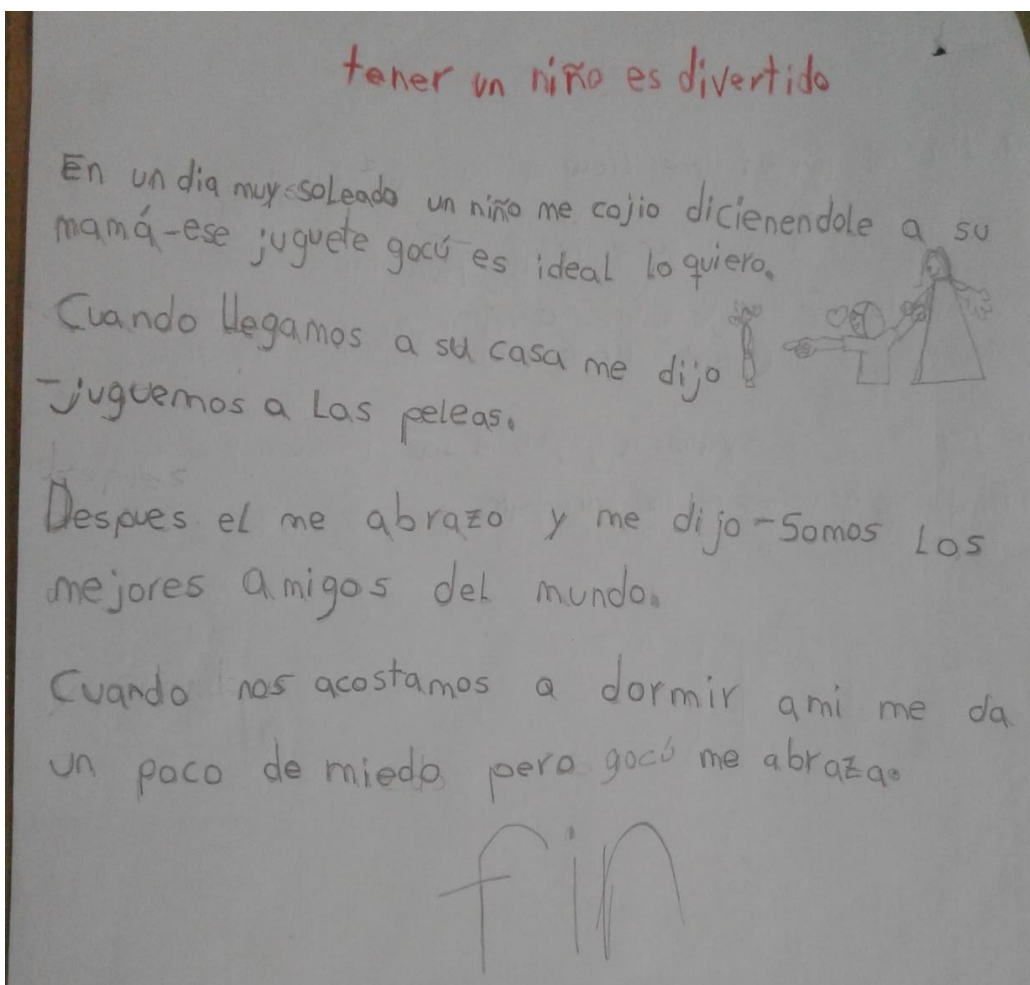 tener un niño es divertido
En un dia muy soleado un niño me cojio dicienendole a su
mamá-ese juguete gocú es ideal lo quiero.
Cuando llegamos a su casa me dijo
-juguemos a Las peleas.
Despues el me abrazo y me dijo-Somos Los
mejores amigos del mundo.
Cuando nos acostamos a dormir ami me da
un poco de miedo pero gocú me abraza.
fin